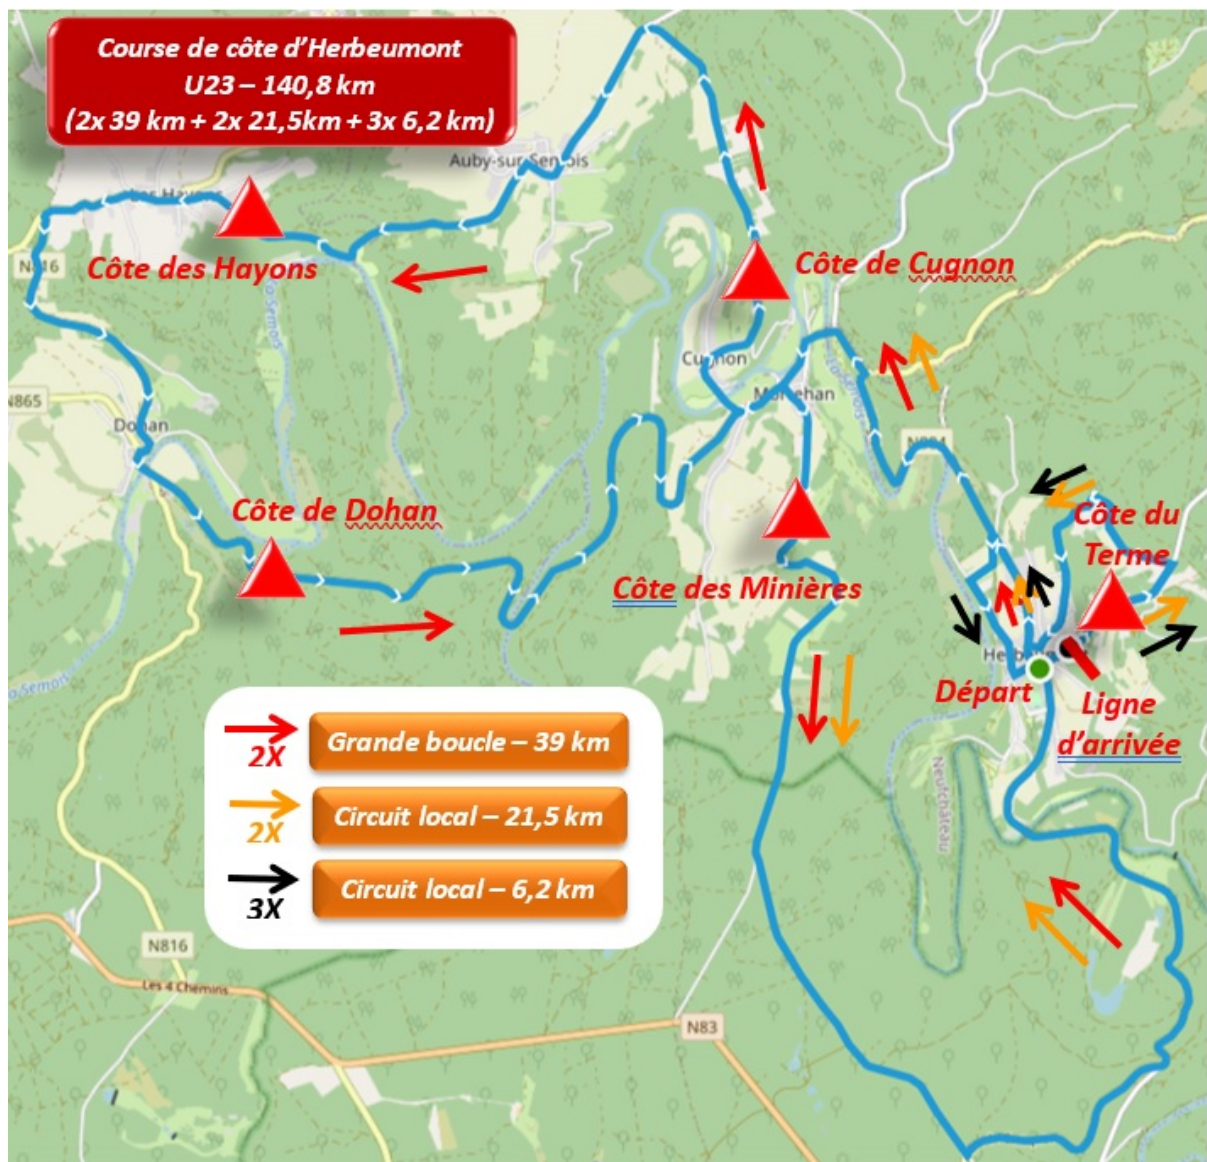 Course de côte d'Herbeumont
U23 – 140,8 km
(2x 39 km + 2x 21,5km + 3x 6,2 km)
Auby-sur-Semois
Côte des Hayons
N816
Côte de Cugnon
Cugnon
N865
Dohan
Côte de Dohan
Côte du
Terme
Côte des Minières
Départ
Ligne
d'arrivée
la Semois
Neufchâteau
2X
Grande boucle – 39 km
2X
Circuit local – 21,5 km
3X
Circuit local – 6,2 km
N816
Les 4 Chemins
N83